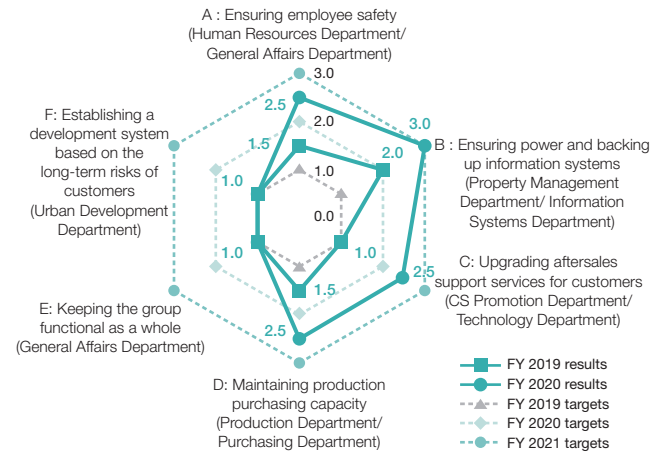 A : Ensuring employee safety
(Human Resources Department/
General Affairs Department)
3.0
2.5
2.0
1.5
1.0
0.0
3.0
2.0
B : Ensuring power and backing
up information systems
(Property Management
Department/ Information
Systems Department)
F: Establishing a
development system
based on the
long-term risks of
customers
(Urban Development
Department)
1.0
1.0
1.0
2.5
C: Upgrading aftersales
support services for customers
(CS Promotion Department/
Technology Department)
E: Keeping the group
functional as a whole
(General Affairs Department)
1.5
2.5
D: Maintaining production
purchasing capacity
(Production Department/
Purchasing Department)
FY 2019 results
FY 2020 results
FY 2019 targets
FY 2020 targets
FY 2021 targets